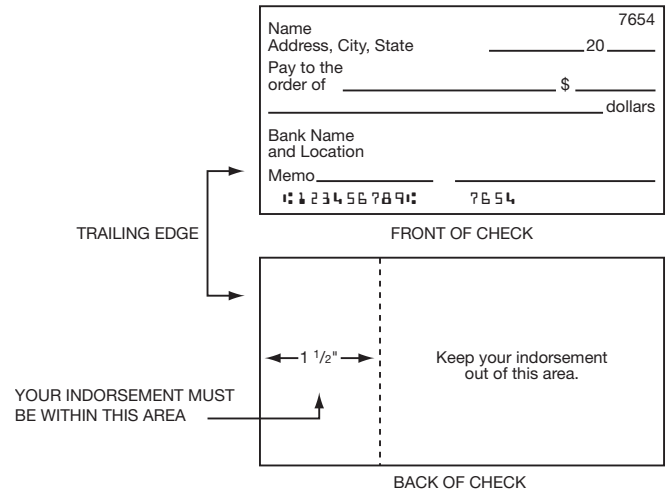 7654
Name
Address, City, State 20
Pay to the
order of $
dollars
Bank Name
and Location
Memo
⑆123456789⑆ 7654
TRAILING EDGE
FRONT OF CHECK
1 1/2"
Keep your indorsement
out of this area.
YOUR INDORSEMENT MUST
BE WITHIN THIS AREA
BACK OF CHECK